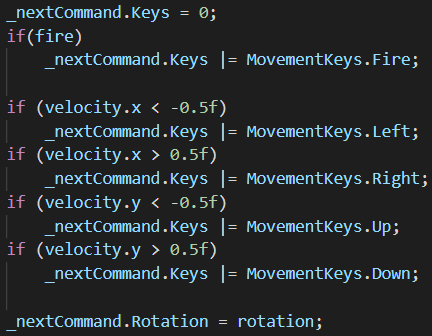 _nextCommand.Keys = 0;
if(fire)
    _nextCommand.Keys |= MovementKeys.Fire;
if (velocity.x < -0.5f)
    _nextCommand.Keys |= MovementKeys.Left;
if (velocity.x > 0.5f)
    _nextCommand.Keys |= MovementKeys.Right;
if (velocity.y < -0.5f)
    _nextCommand.Keys |= MovementKeys.Up;
if (velocity.y > 0.5f)
    _nextCommand.Keys |= MovementKeys.Down;
_nextCommand.Rotation = rotation;